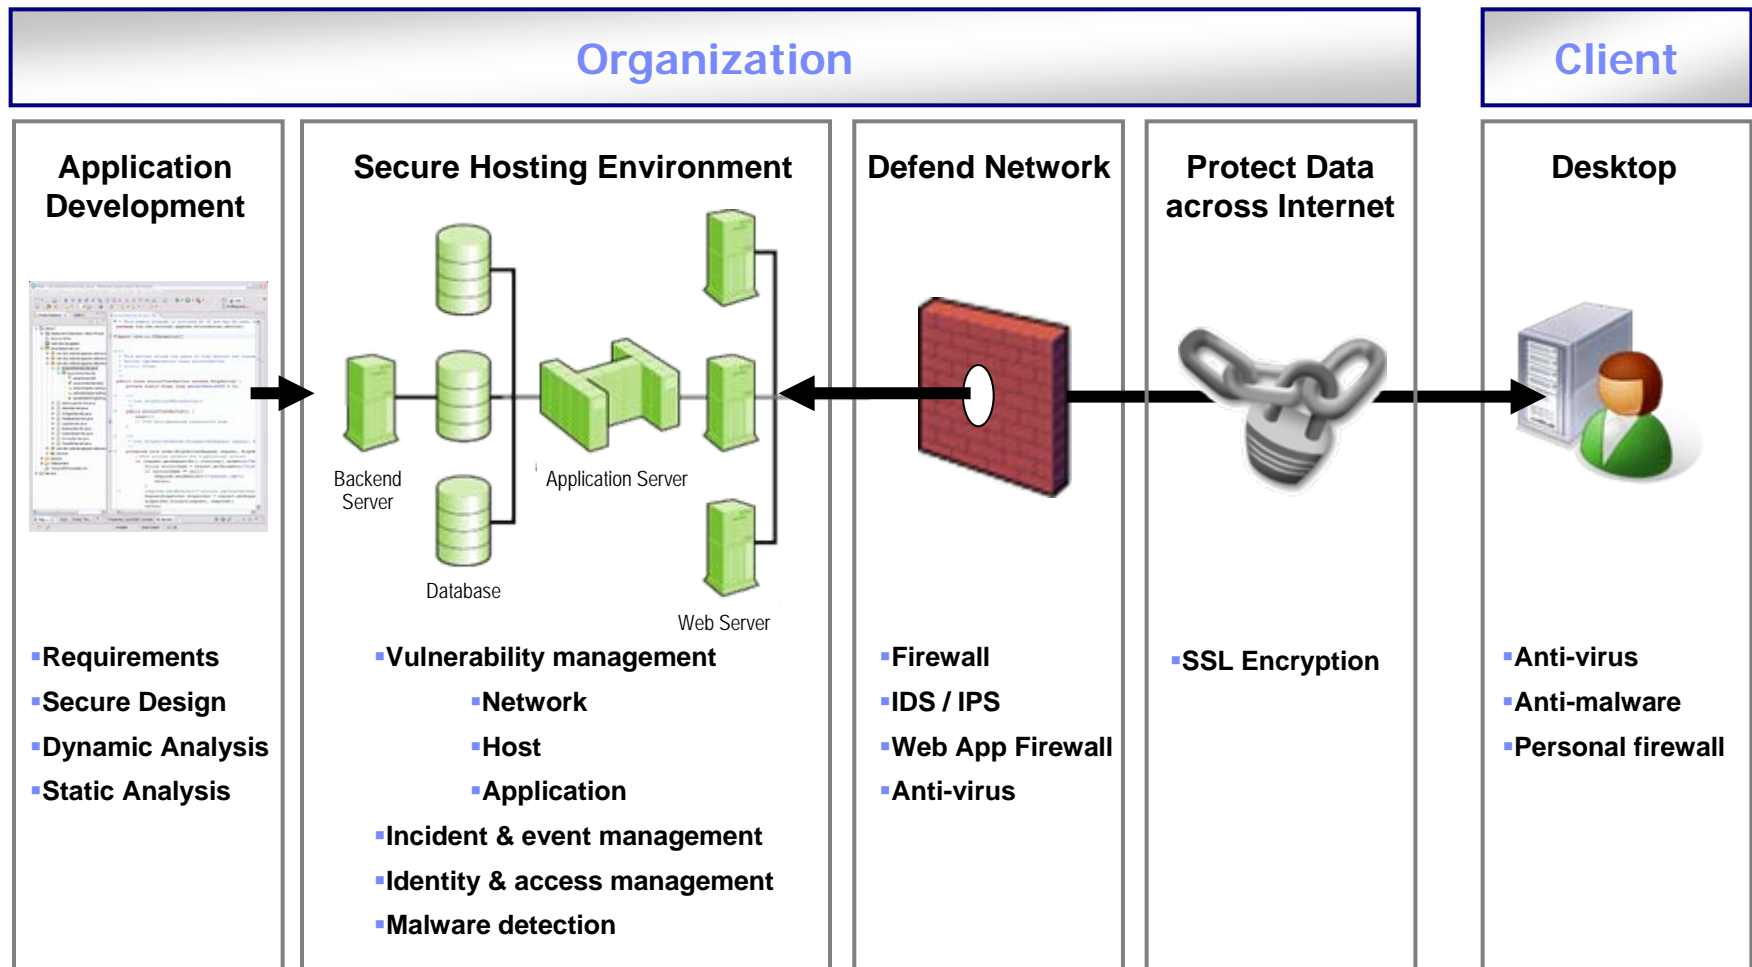 Organization
Client
Application
Development
Secure Hosting Environment
Defend Network
Protect Data
across Internet
Desktop
Backend
Server
Application Server
Database
Web Server
▪Requirements
▪Secure Design
▪Dynamic Analysis
▪Static Analysis
▪Vulnerability management
▪Network
▪Host
▪Application
▪Incident & event management
▪Identity & access management
▪Malware detection
▪Firewall
▪IDS / IPS
▪Web App Firewall
▪Anti-virus
▪SSL Encryption
▪Anti-virus
▪Anti-malware
▪Personal firewall